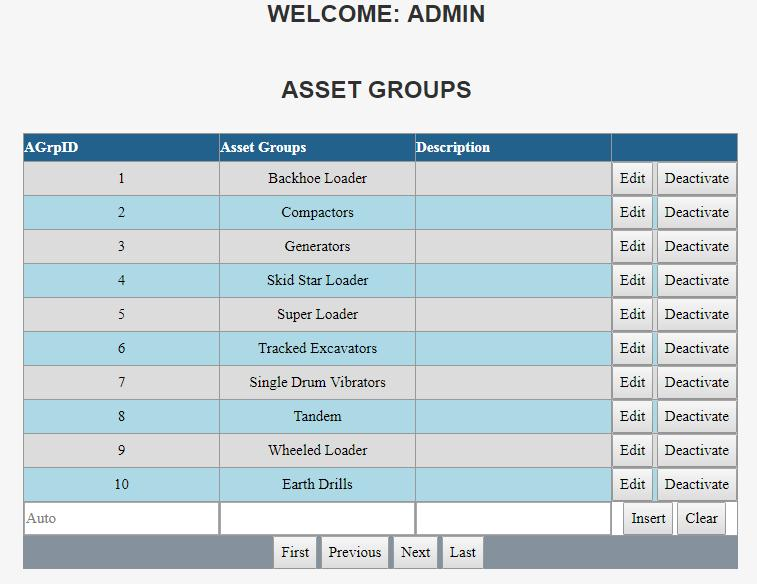 WELCOME: ADMIN
ASSET GROUPS
AGrpID Asset Groups Description
1 Backhoe Loader Edit Deactivate
2 Compactors Edit Deactivate
3 Generators Edit Deactivate
4 Skid Star Loader Edit Deactivate
5 Super Loader Edit Deactivate
6 Tracked Excavators Edit Deactivate
7 Single Drum Vibrators Edit Deactivate
8 Tandem Edit Deactivate
9 Wheeled Loader Edit Deactivate
10 Earth Drills Edit Deactivate
Auto Insert Clear
First Previous Next Last